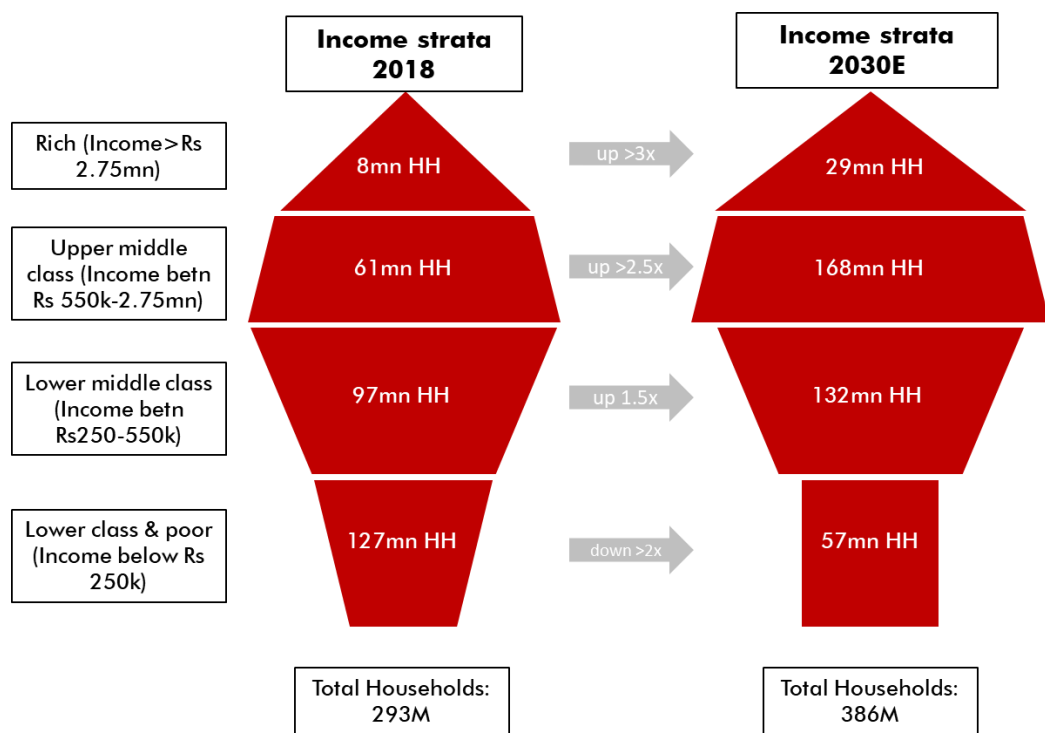 Income strata
2018
Income strata
2030E
Rich (Income>Rs
2.75mn)
8mn HH
up >3x
29mn HH
Upper middle
class (Income betn
Rs 550k-2.75mn)
61mn HH
up >2.5x
168mn HH
Lower middle class
(Income betn
Rs250-550k)
97mn HH
up 1.5x
132mn HH
Lower class & poor
(Income below Rs
250k)
127mn HH
down >2x
57mn HH
Total Households:
293M
Total Households:
386M